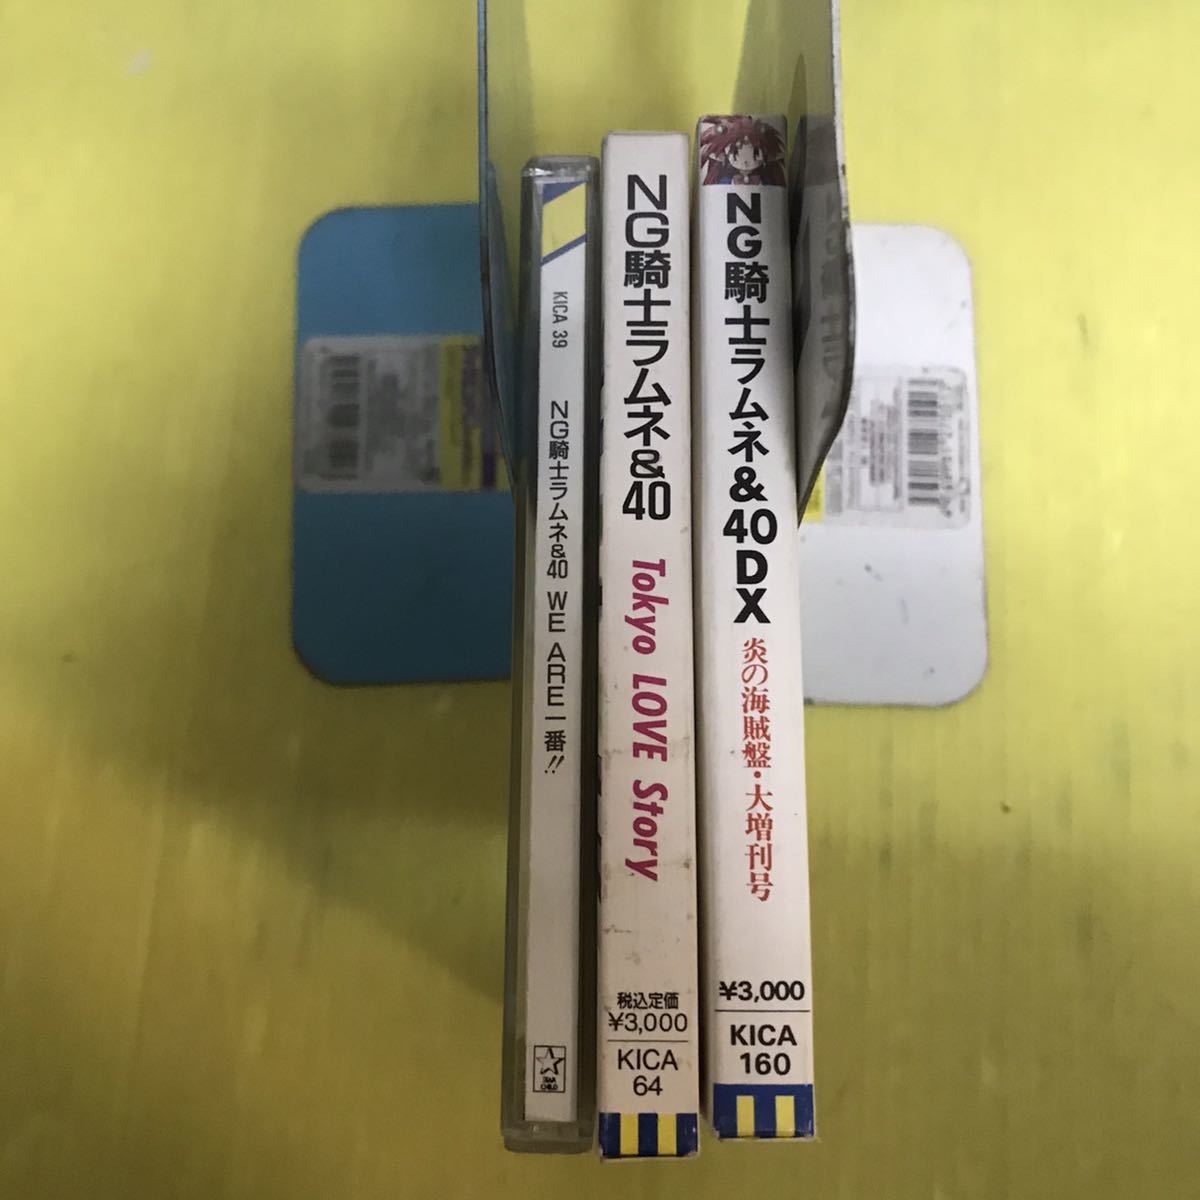 KICA 39
NG騎士ラムネ&40 WE ARE一番!!
STAR CHILD
NG騎士ラムネ&40
Tokyo LOVE Story
税込定価
¥3,000
KICA
64
NG騎士ラムネ&40DX
炎の海賊盤・大増刊号
¥3,000
KICA
160